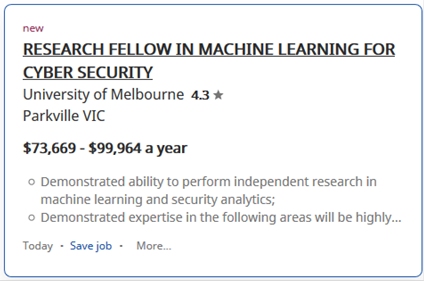 new
RESEARCH FELLOW IN MACHINE LEARNING FOR
CYBER SECURITY
University of Melbourne 4.3 ★
Parkville VIC
$73,669 - $99,964 a year
○ Demonstrated ability to perform independent research in
machine learning and security analytics;
○ Demonstrated expertise in the following areas will be highly...
Today · Save job · More...